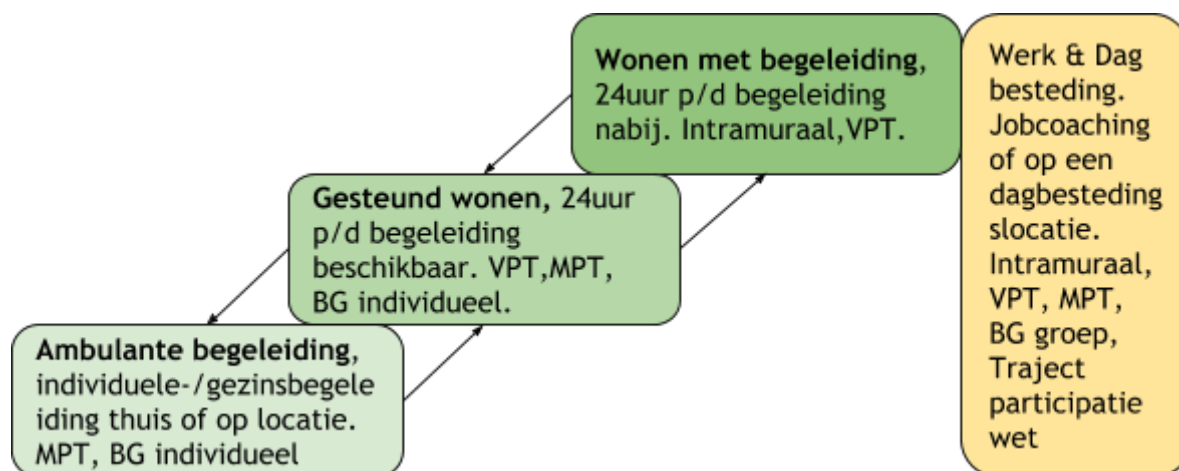 Wonen met begeleiding,
24uur p/d begeleiding
nabij. Intramuraal,VPT.
Gesteund wonen, 24uur
p/d begeleiding
beschikbaar. VPT,MPT,
BG individueel.
Ambulante begeleiding,
individuele-/gezinsbegele
iding thuis of op locatie.
MPT, BG individueel
Werk & Dag
besteding.
Jobcoaching
of op een
dagbesteding
slocatie.
Intramuraal,
VPT, MPT,
BG groep,
Traject
participatie
wet